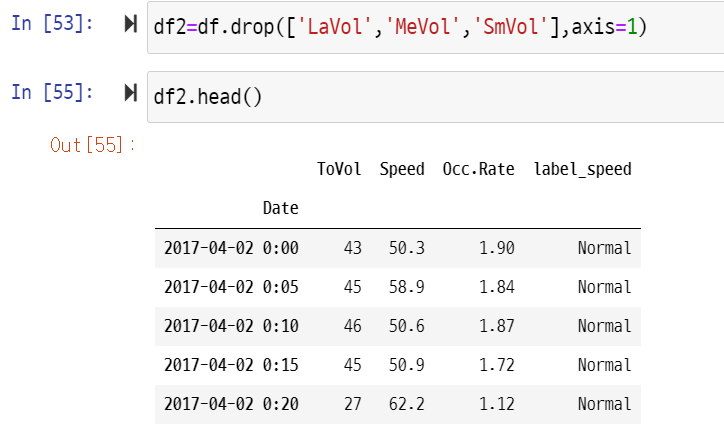 In [53]: df2=df.drop(['LaVol','MeVol','SmVol'],axis=1)
In [55]: df2.head()
Out[55]:
ToVol Speed Occ.Rate label_speed
Date
2017-04-02 0:00 43 50.3 1.90 Normal
2017-04-02 0:05 45 58.9 1.84 Normal
2017-04-02 0:10 46 50.6 1.87 Normal
2017-04-02 0:15 45 50.9 1.72 Normal
2017-04-02 0:20 27 62.2 1.12 Normal